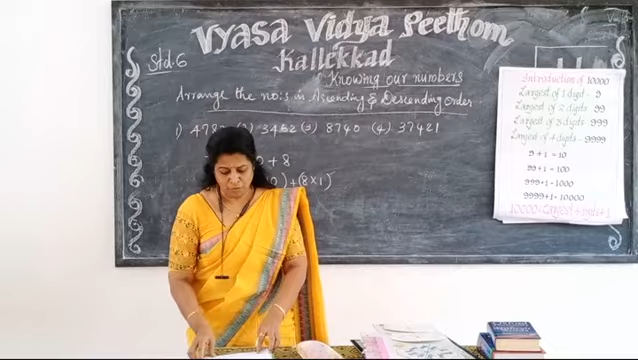 Vyasa Vidya Peethom
Kallekkad
Std. 6
Knowing our numbers
Arrange the no:s in Ascending & Descending order
(2) 3452 (3) 8740 (4) 37421
+ 8
+ (8×1)
Introduction of 10000
Largest of 1 digit - 9
Largest of 2 digits 99
Largest of 3 digits 999
Largest of 4 digits - 9999
9 + 1 = 10
99 + 1 = 100
999+1 = 1000
9999+1 = 10000